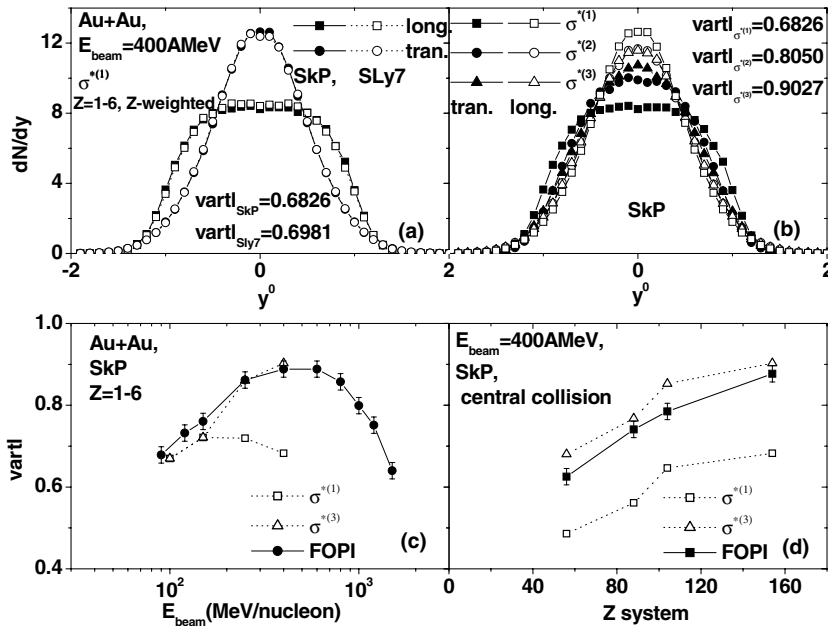 Au+Au,
E_beam=400AMeV
σ*(1)
Z=1-6, Z-weighted
long.
tran.
SkP, SLy7
vartl_SkP=0.6826
vartl_Sly7=0.6981
(a)
dN/dy
12
8
4
0
-2 0
y⁰
σ*(1)
σ*(2)
σ*(3)
tran. long.
vartl_σ*(1)=0.6826
vartl_σ*(2)=0.8050
vartl_σ*(3)=0.9027
SkP
(b)
2 0 2
y⁰
Au+Au,
SkP
Z=1-6
σ*(1)
σ*(3)
FOPI
(c)
vartl
1.0
0.8
0.6
0.4
10² 10³
E_beam(MeV/nucleon)
E_beam=400AMeV,
SkP,
central collision
σ*(1)
σ*(3)
FOPI
(d)
0 40 80 120 160
Z system